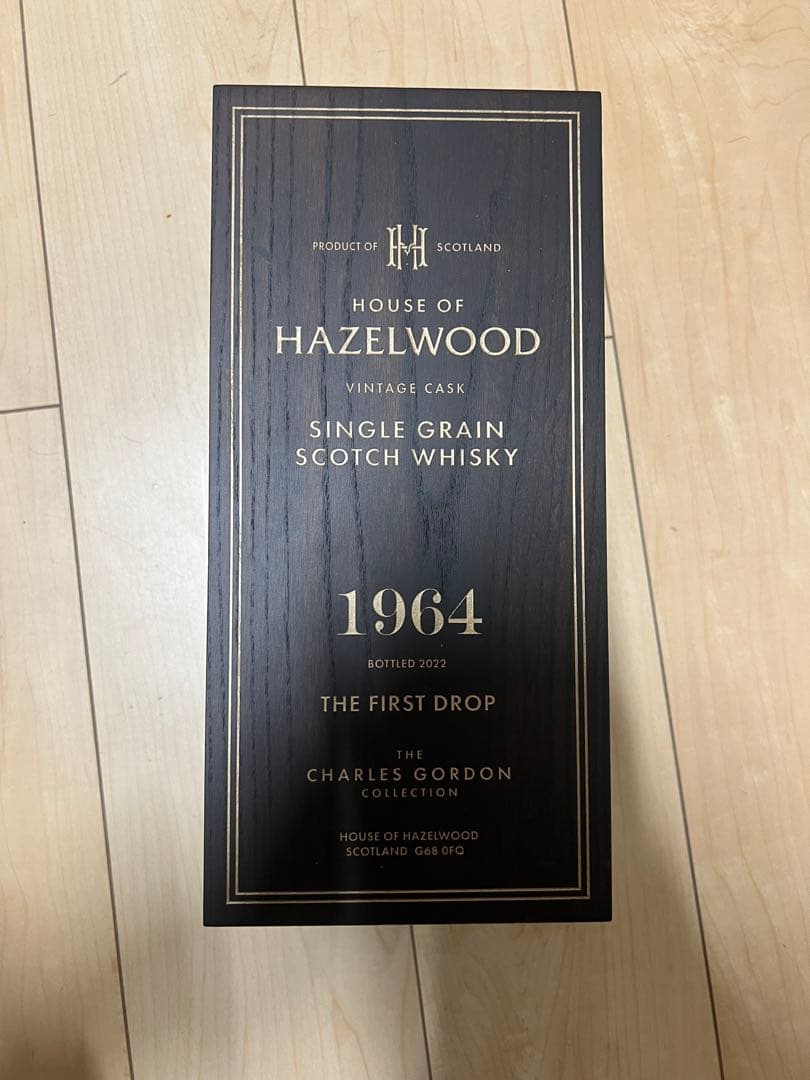 PRODUCT OF HH SCOTLAND
HOUSE OF
HAZELWOOD
VINTAGE CASK
SINGLE GRAIN
SCOTCH WHISKY
1964
BOTTLED 2022
THE FIRST DROP
THE
CHARLES GORDON
COLLECTION
HOUSE OF HAZELWOOD
SCOTLAND G68 0FQ